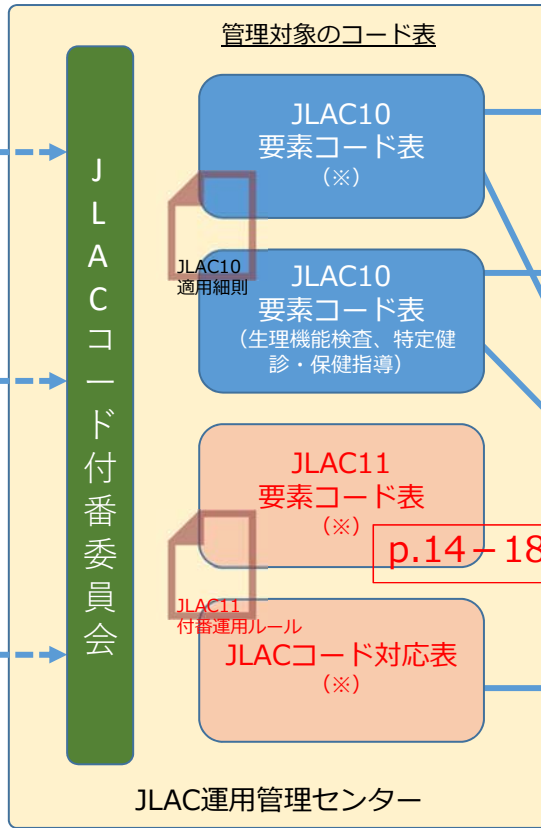 管理対象のコード表
JLACコード付番委員会
JLAC10
要素コード表
（※）
JLAC10
適用細則
JLAC10
要素コード表
（生理機能検査、特定健
診・保健指導）
JLAC11
要素コード表
（※）
p.14－18
JLAC11
付番運用ルール
JLACコード対応表
（※）
JLAC運用管理センター